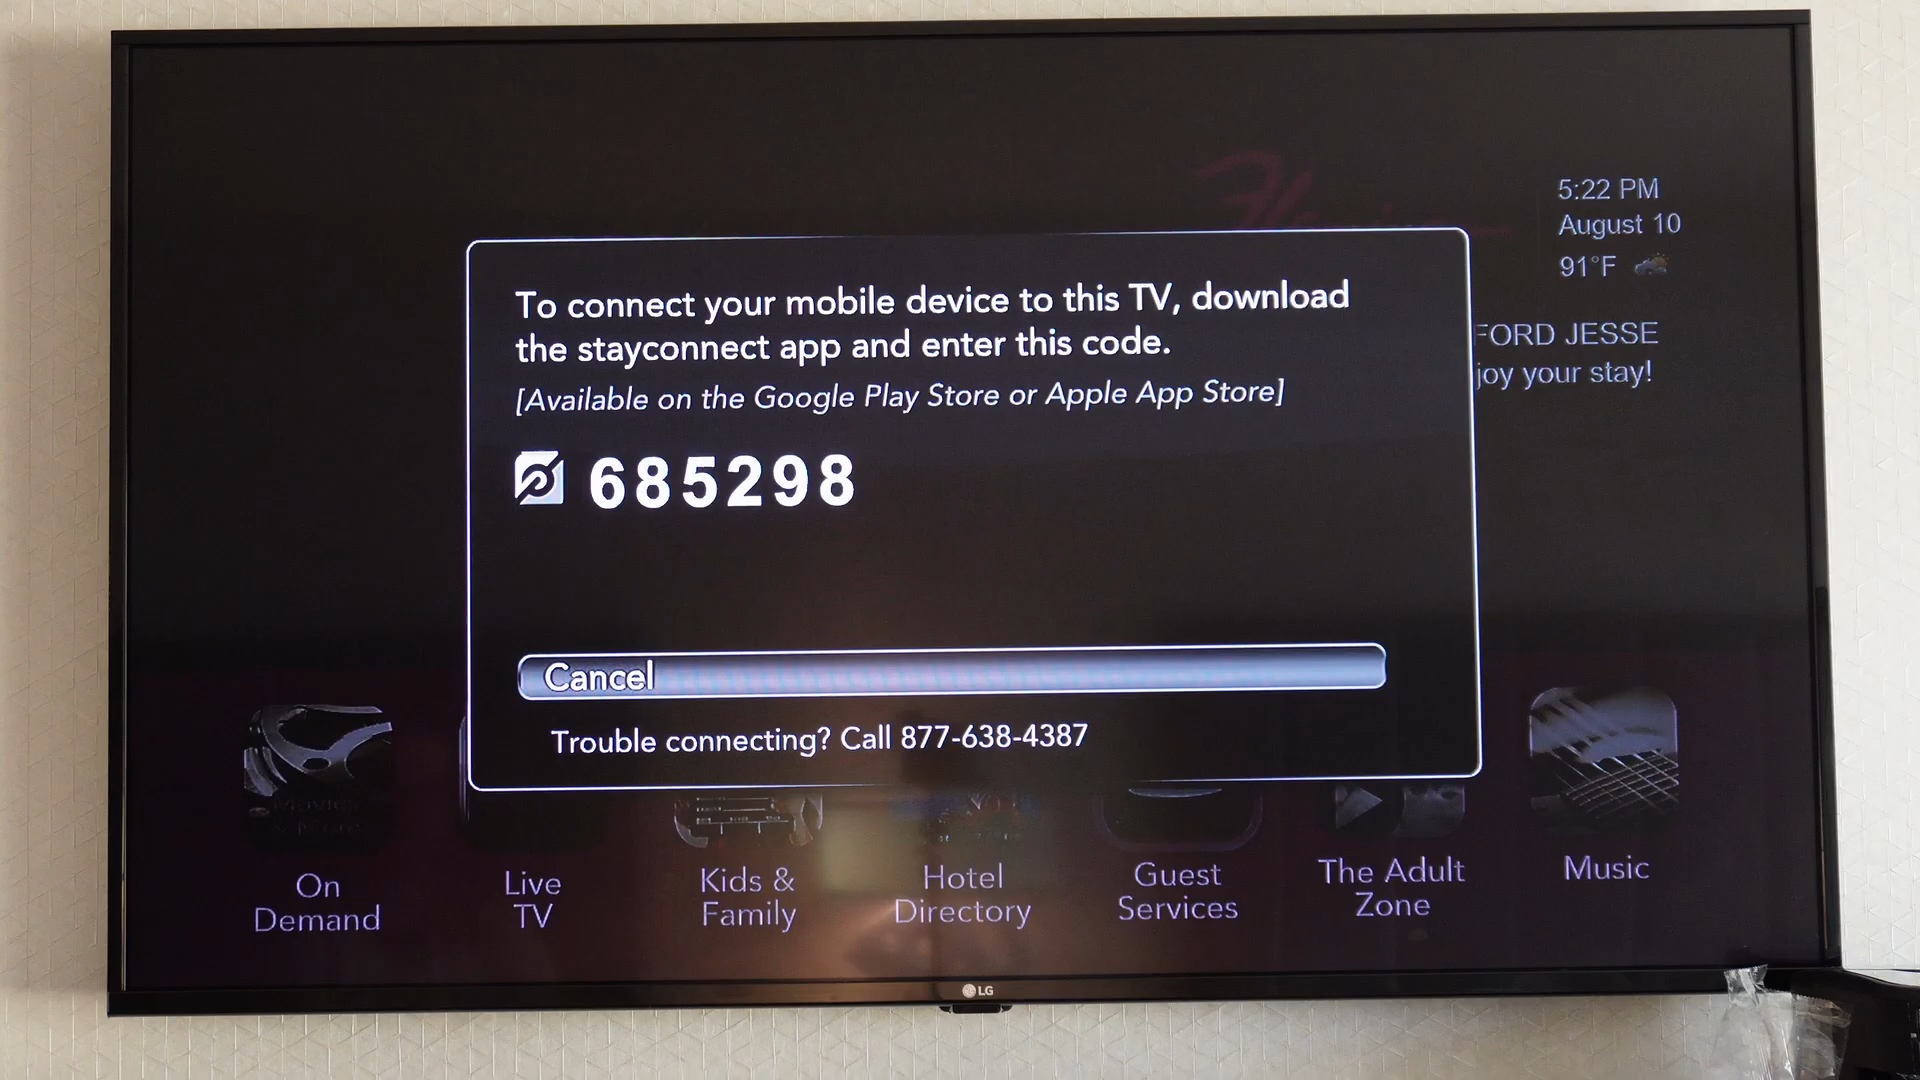 5:22 PM
August 10
91°F
FORD JESSE
joy your stay!
To connect your mobile device to this TV, download
the stayconnect app and enter this code.
[Available on the Google Play Store or Apple App Store]
685298
Cancel
Trouble connecting? Call 877-638-4387
On
Demand
Live
TV
Kids &
Family
Hotel
Directory
Guest
Services
The Adult
Zone
Music
LG